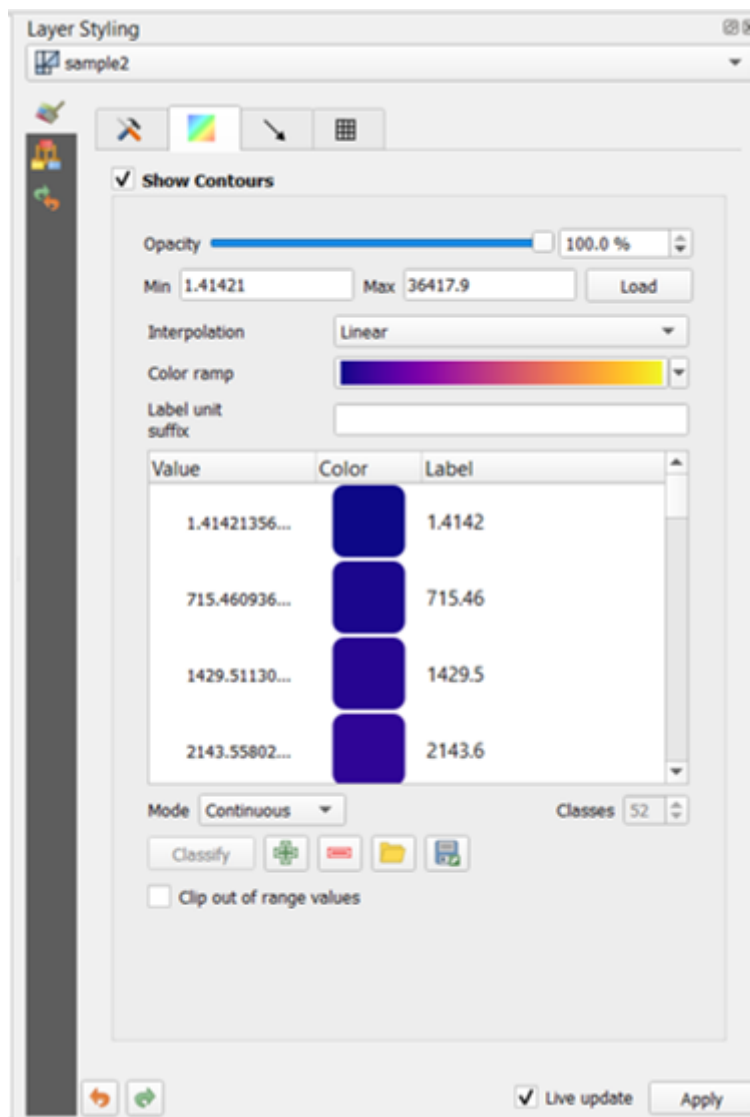 Layer Styling
sample2
Show Contours
Opacity 100.0 %
Min 1.41421 Max 36417.9 Load
Interpolation Linear
Color ramp
Label unit
suffix
Value Color Label
1.41421356... 1.4142
715.460936... 715.46
1429.51130... 1429.5
2143.55802... 2143.6
Mode Continuous Classes 52
Classify
Clip out of range values
Live update Apply